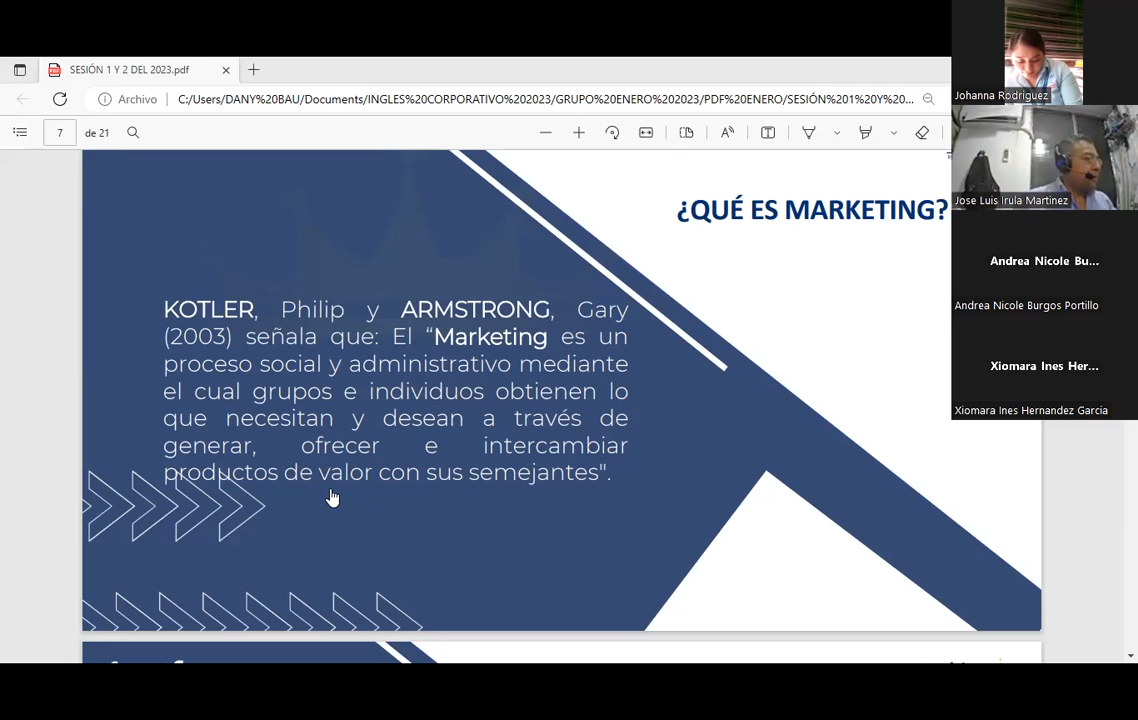 SESIÓN 1 Y 2 DEL 2023.pdf
Archivo
C:/Users/DANY%20BAU/Documents/INGLES%20CORPORATIVO%202023/GRUPO%20ENERO%202023/PDF%20ENERO/SESIÓN%201%20Y%20...
7
de 21
¿QUÉ ES MARKETING?
KOTLER, Philip y ARMSTRONG, Gary
(2003) señala que: El “Marketing es un
proceso social y administrativo mediante
el cual grupos e individuos obtienen lo
que necesitan y desean a través de
generar, ofrecer e intercambiar
productos de valor con sus semejantes".
Johanna Rodriguez
Jose Luis Irula Martinez
Andrea Nicole Bu...
Andrea Nicole Burgos Portillo
Xiomara Ines Her...
Xiomara Ines Hernandez Garcia